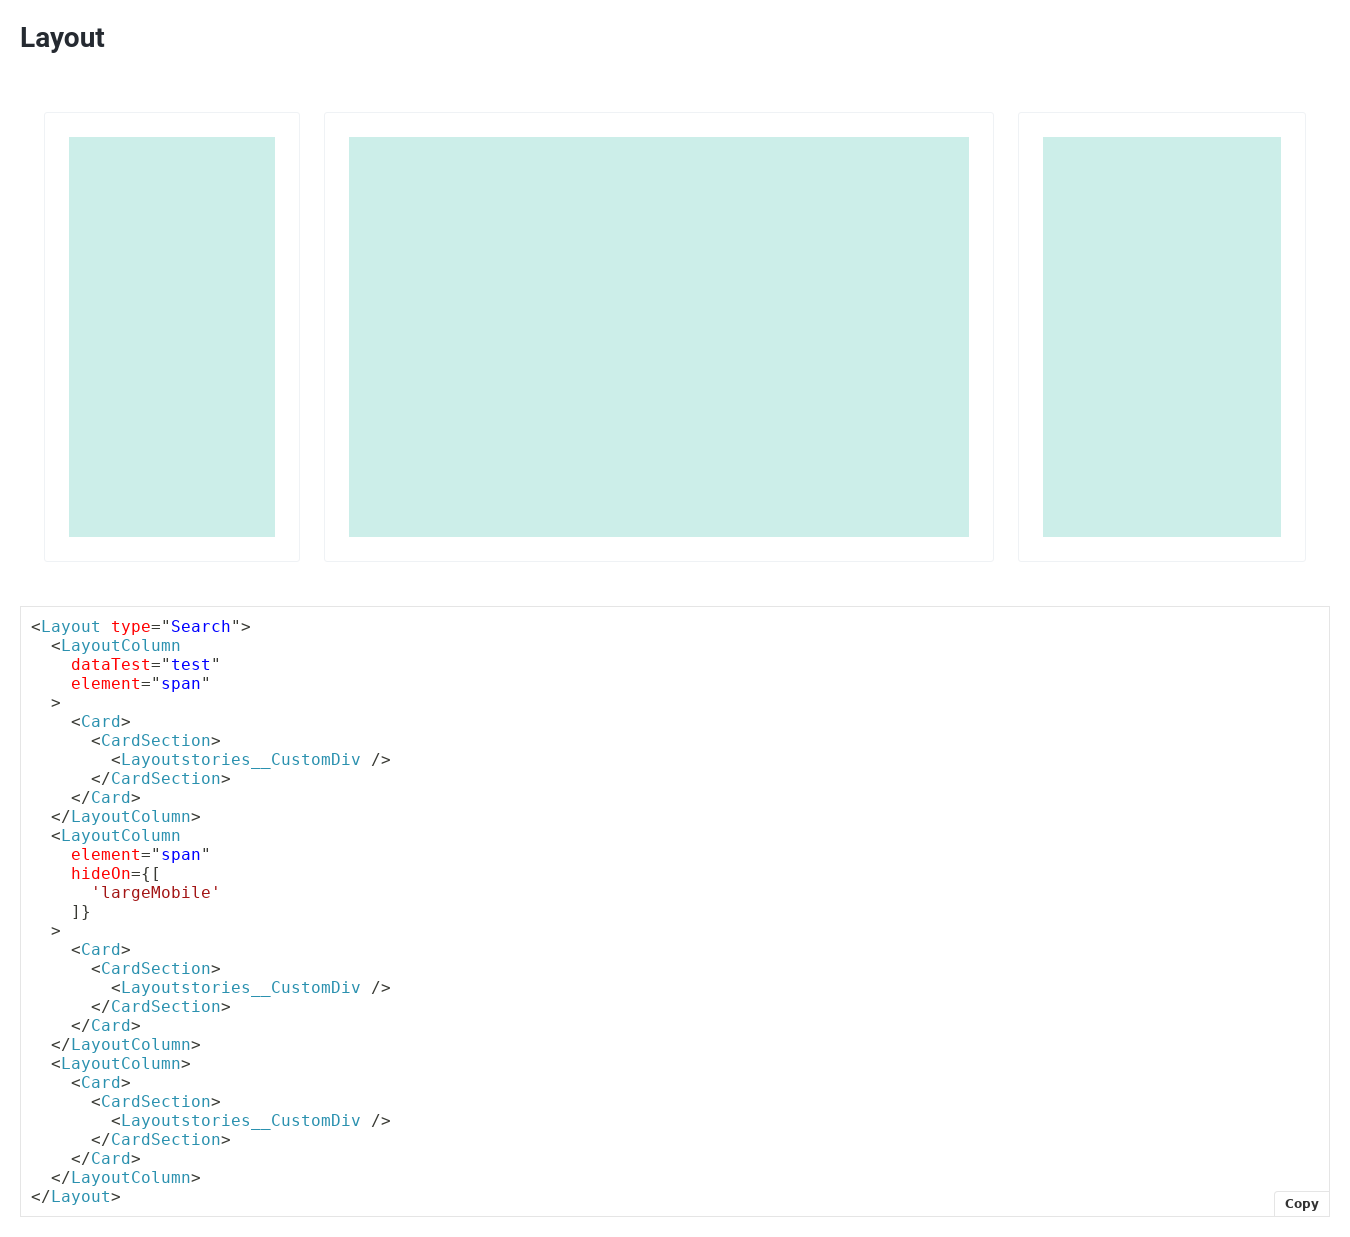 Layout
<Layout type="Search">
  <LayoutColumn
    dataTest="test"
    element="span"
  >
    <Card>
      <CardSection>
        <Layoutstories__CustomDiv />
      </CardSection>
    </Card>
  </LayoutColumn>
  <LayoutColumn
    element="span"
    hideOn={[
      'largeMobile'
    ]}
  >
    <Card>
      <CardSection>
        <Layoutstories__CustomDiv />
      </CardSection>
    </Card>
  </LayoutColumn>
  <LayoutColumn>
    <Card>
      <CardSection>
        <Layoutstories__CustomDiv />
      </CardSection>
    </Card>
  </LayoutColumn>
</Layout>
Copy